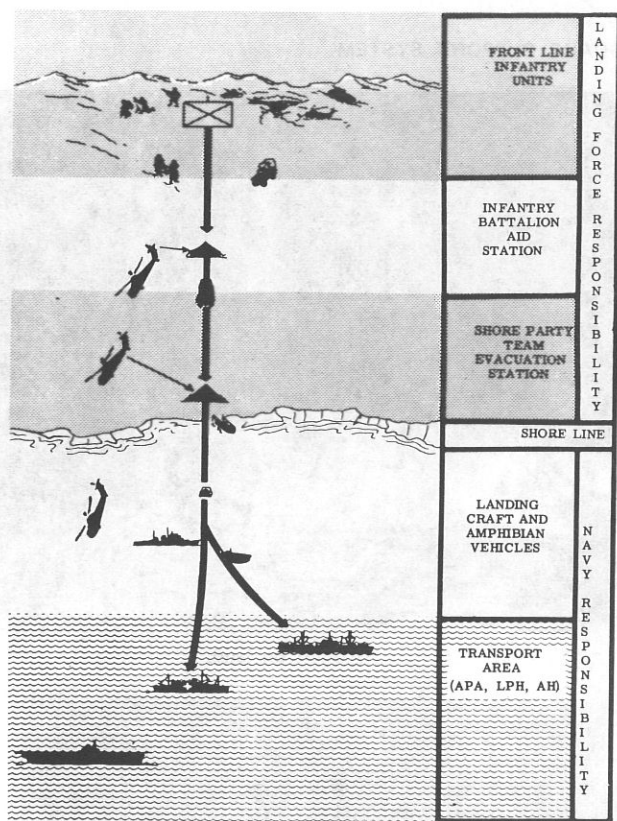 FRONT LINE
INFANTRY
UNITS
INFANTRY
BATTALION
AID
STATION
SHORE PARTY
TEAM
EVACUATION
STATION
LANDING FORCE RESPONSIBILITY
SHORE LINE
LANDING
CRAFT AND
AMPHIBIAN
VEHICLES
TRANSPORT
AREA
(APA, LPH, AH)
NAVY RESPONSIBILITY